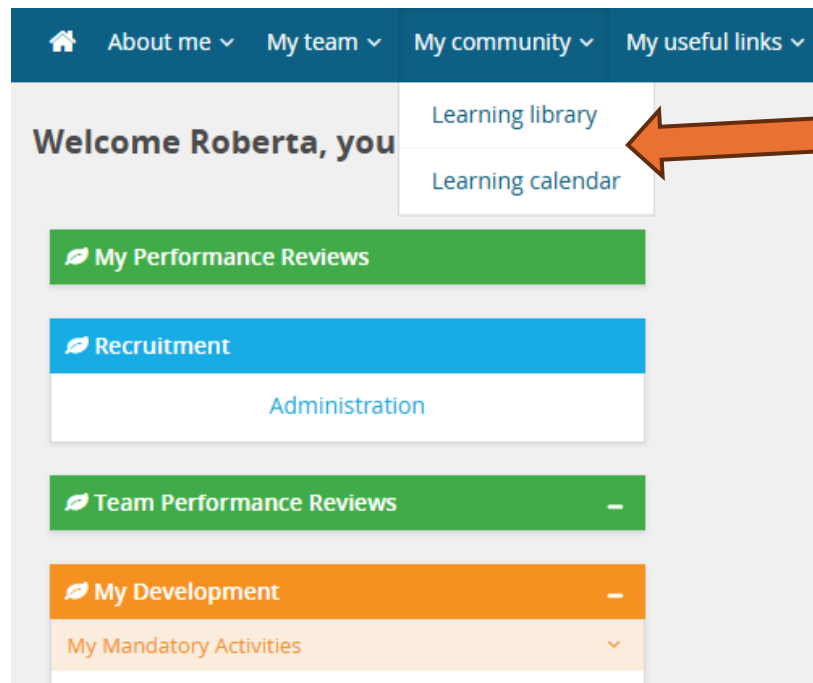 About me My team My community My useful links
Learning library
Welcome Roberta, you
Learning calendar
My Performance Reviews
Recruitment
Administration
Team Performance Reviews
My Development
My Mandatory Activities